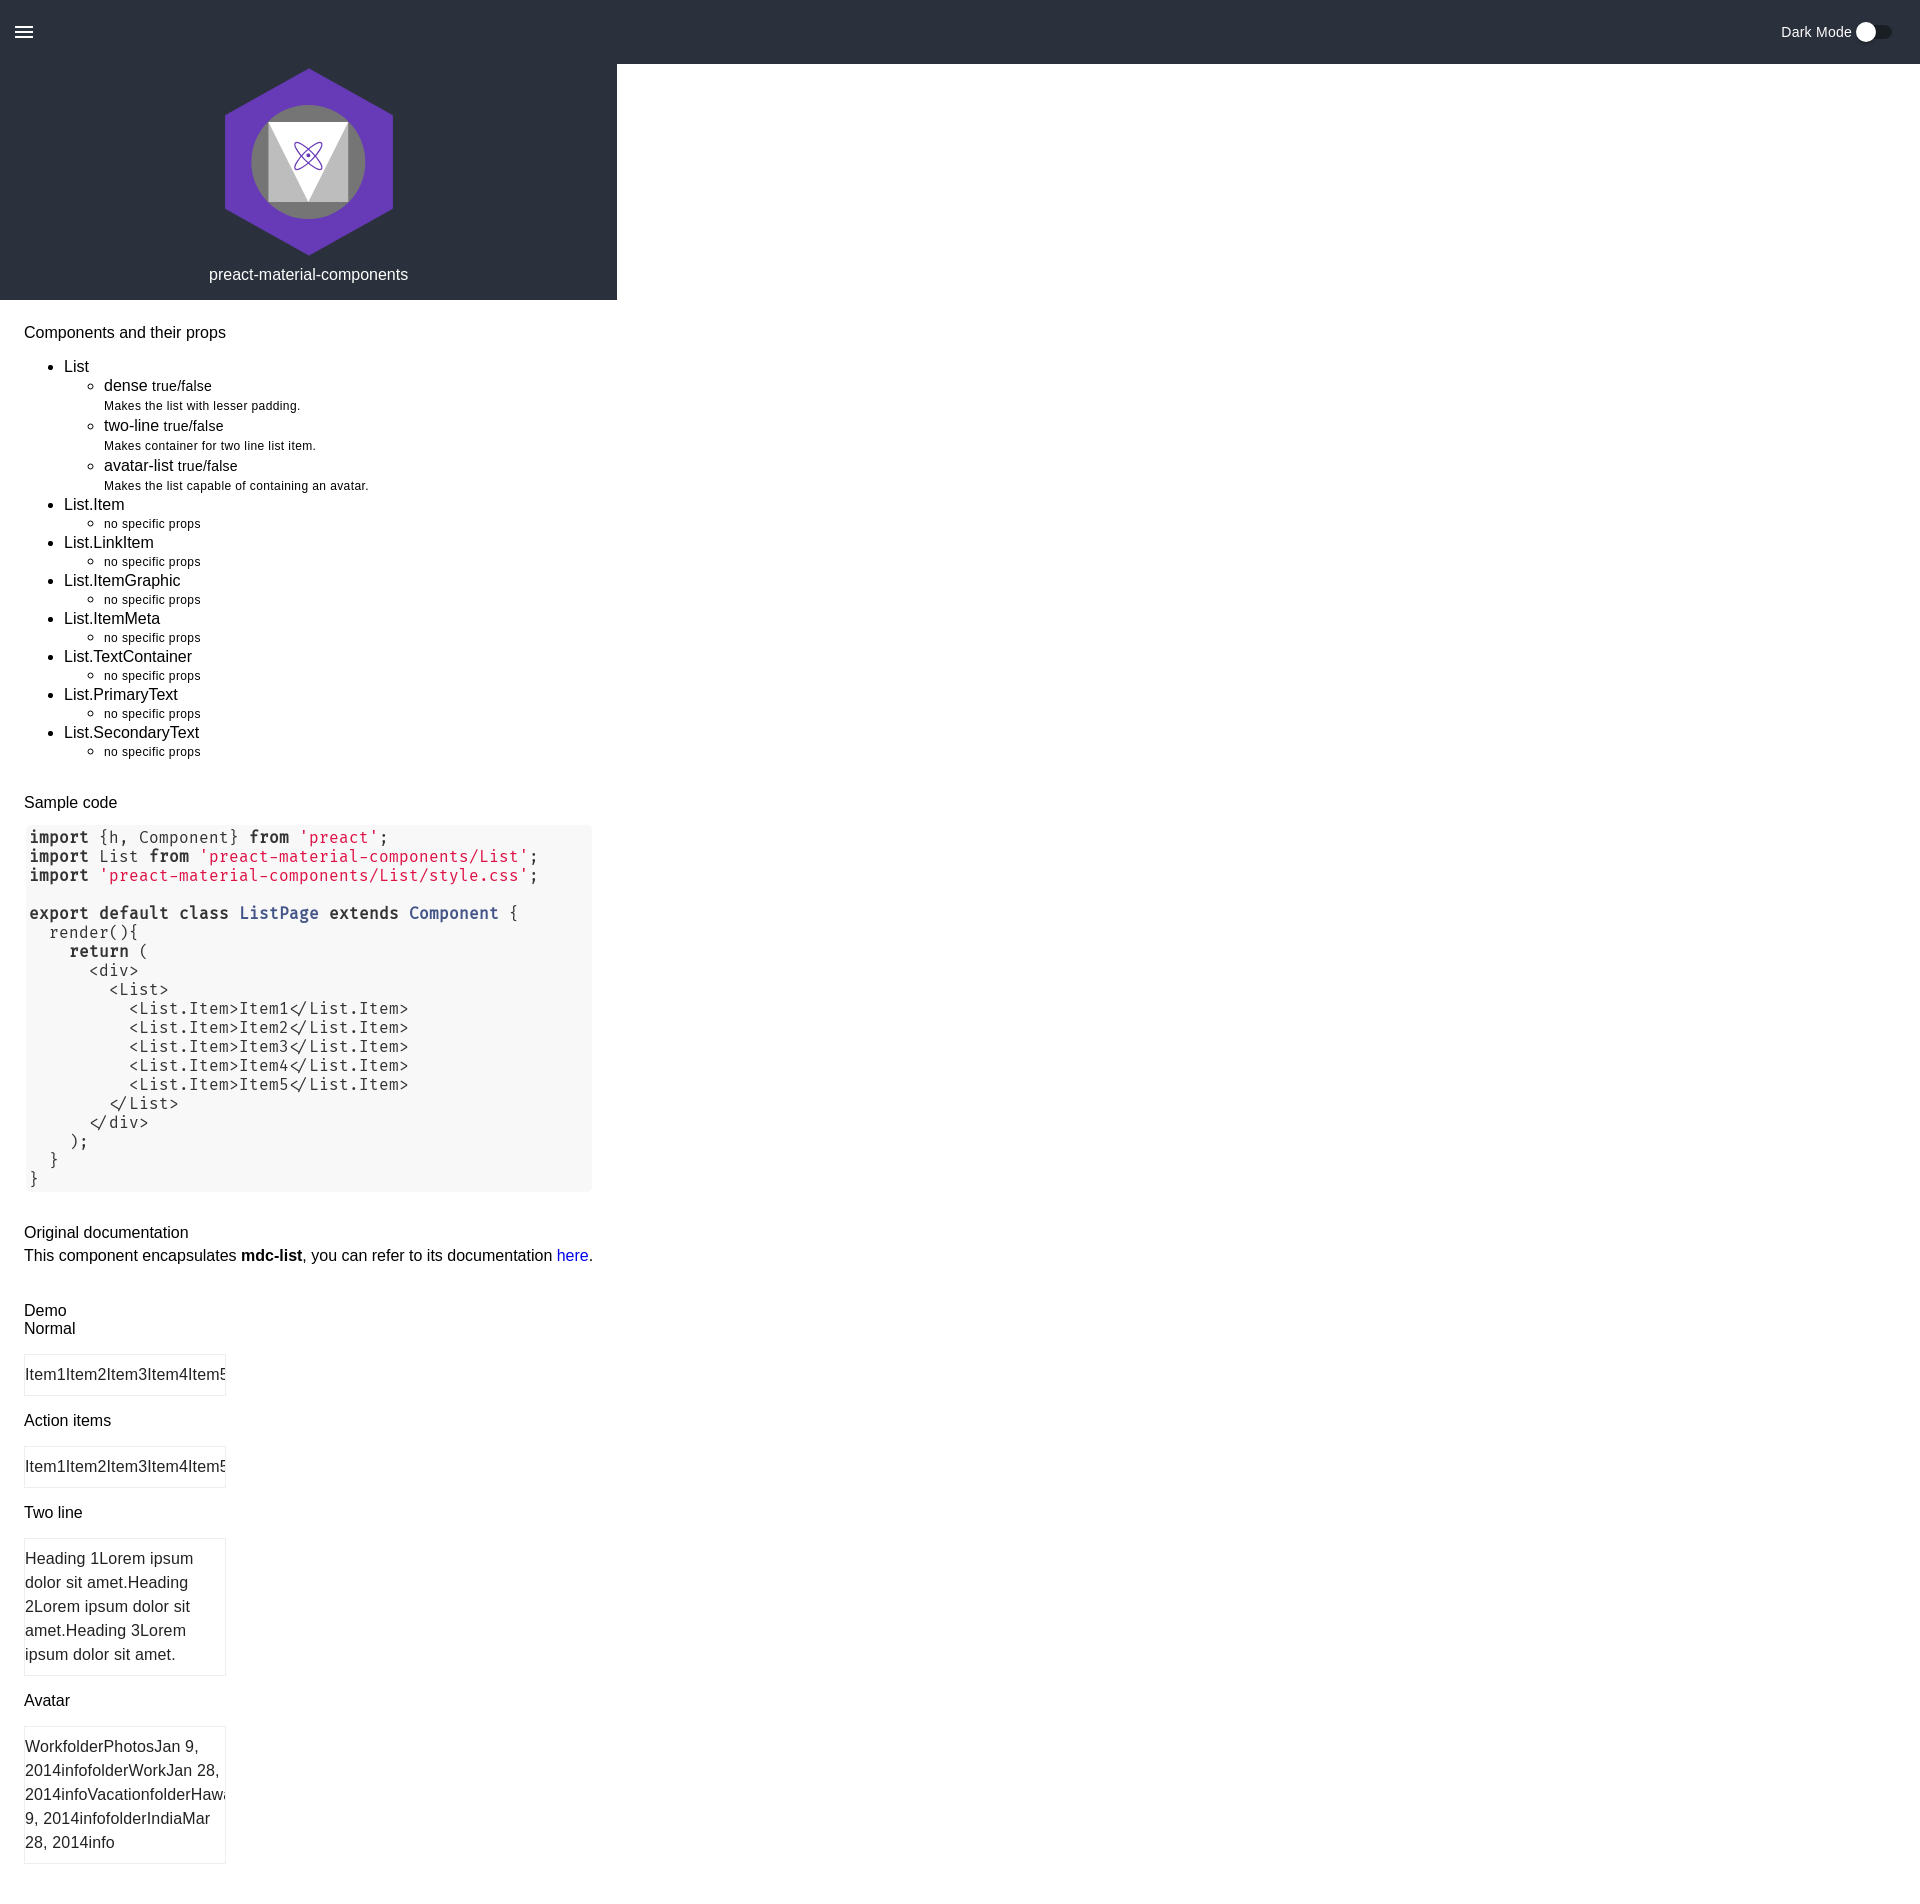 Dark Mode
preact-material-components
Components and their props
List
dense true/false
Makes the list with lesser padding.
two-line true/false
Makes container for two line list item.
avatar-list true/false
Makes the list capable of containing an avatar.
List.Item
no specific props
List.LinkItem
no specific props
List.ItemGraphic
no specific props
List.ItemMeta
no specific props
List.TextContainer
no specific props
List.PrimaryText
no specific props
List.SecondaryText
no specific props
Sample code
import {h, Component} from 'preact';
import List from 'preact-material-components/List';
import 'preact-material-components/List/style.css';
export default class ListPage extends Component {
render(){
return (
<div>
<List>
<List.Item>Item1</List.Item>
<List.Item>Item2</List.Item>
<List.Item>Item3</List.Item>
<List.Item>Item4</List.Item>
<List.Item>Item5</List.Item>
</List>
</div>
);
}
}
Original documentation
This component encapsulates mdc-list, you can refer to its documentation here.
Demo
Normal
Item1Item2Item3Item4Item5
Action items
Item1Item2Item3Item4Item5
Two line
Heading 1Lorem ipsum
dolor sit amet.Heading
2Lorem ipsum dolor sit
amet.Heading 3Lorem
ipsum dolor sit amet.
Avatar
WorkfolderPhotosJan 9,
2014infofolderWorkJan 28,
2014infoVacationfolderHawa
9, 2014infofolderIndiaMar
28, 2014info